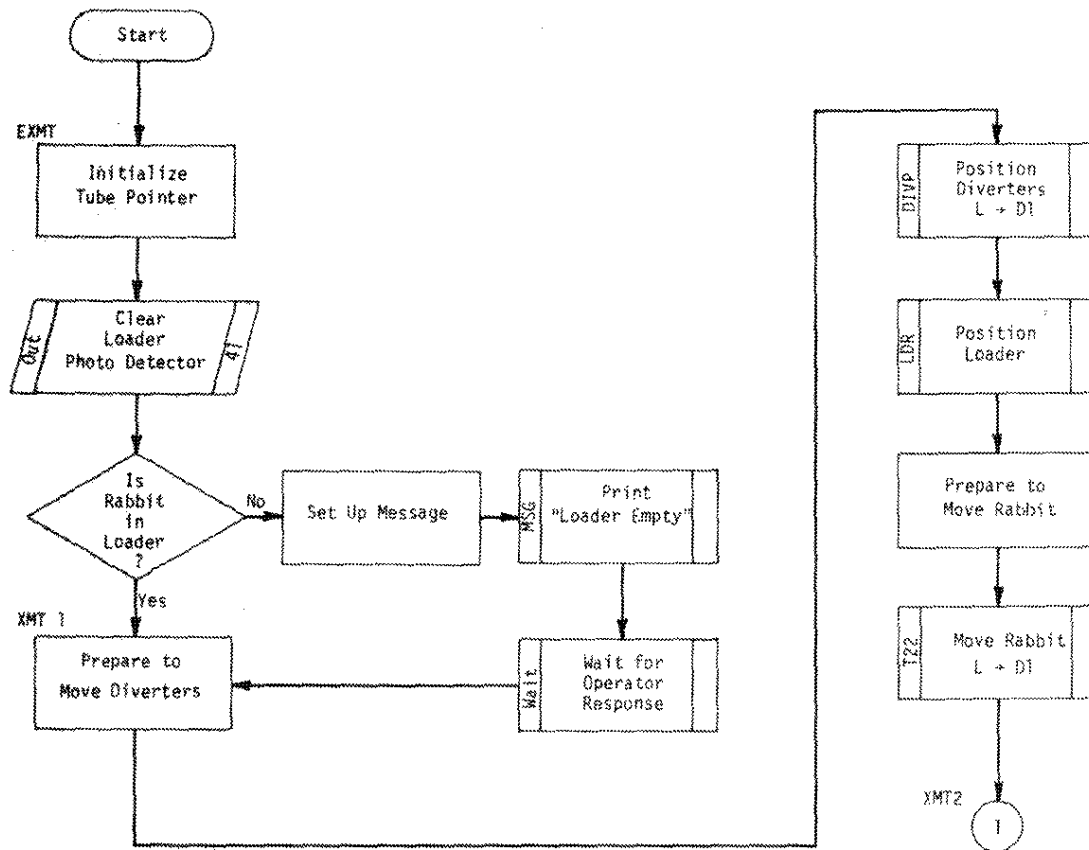 Start
EXMT
Initialize
Tube Pointer
Out
Clear
Loader
Photo Detector
41
Is
Rabbit
in
Loader
?
No
Set Up Message
MSG
Print
"Loader Empty"
Yes
XMT 1
Prepare to
Move Diverters
Wait
Wait for
Operator
Response
DIVP
Position
Diverters
L → D1
LDR
Position
Loader
Prepare to
Move Rabbit
T22
Move Rabbit
L → D1
XMT2
1